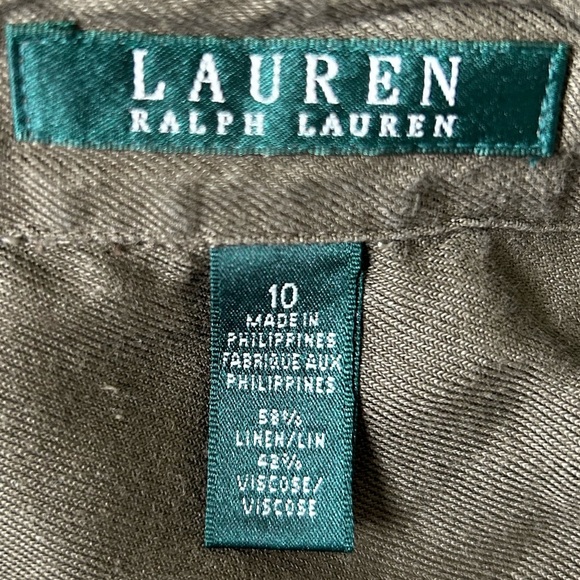 LAUREN
RALPH LAUREN
10
MADE IN
PHILIPPINES
FABRIQUE AUX
PHILIPPINES
58%
LINEN/LIN
42%
VISCOSE/
VISCOSE